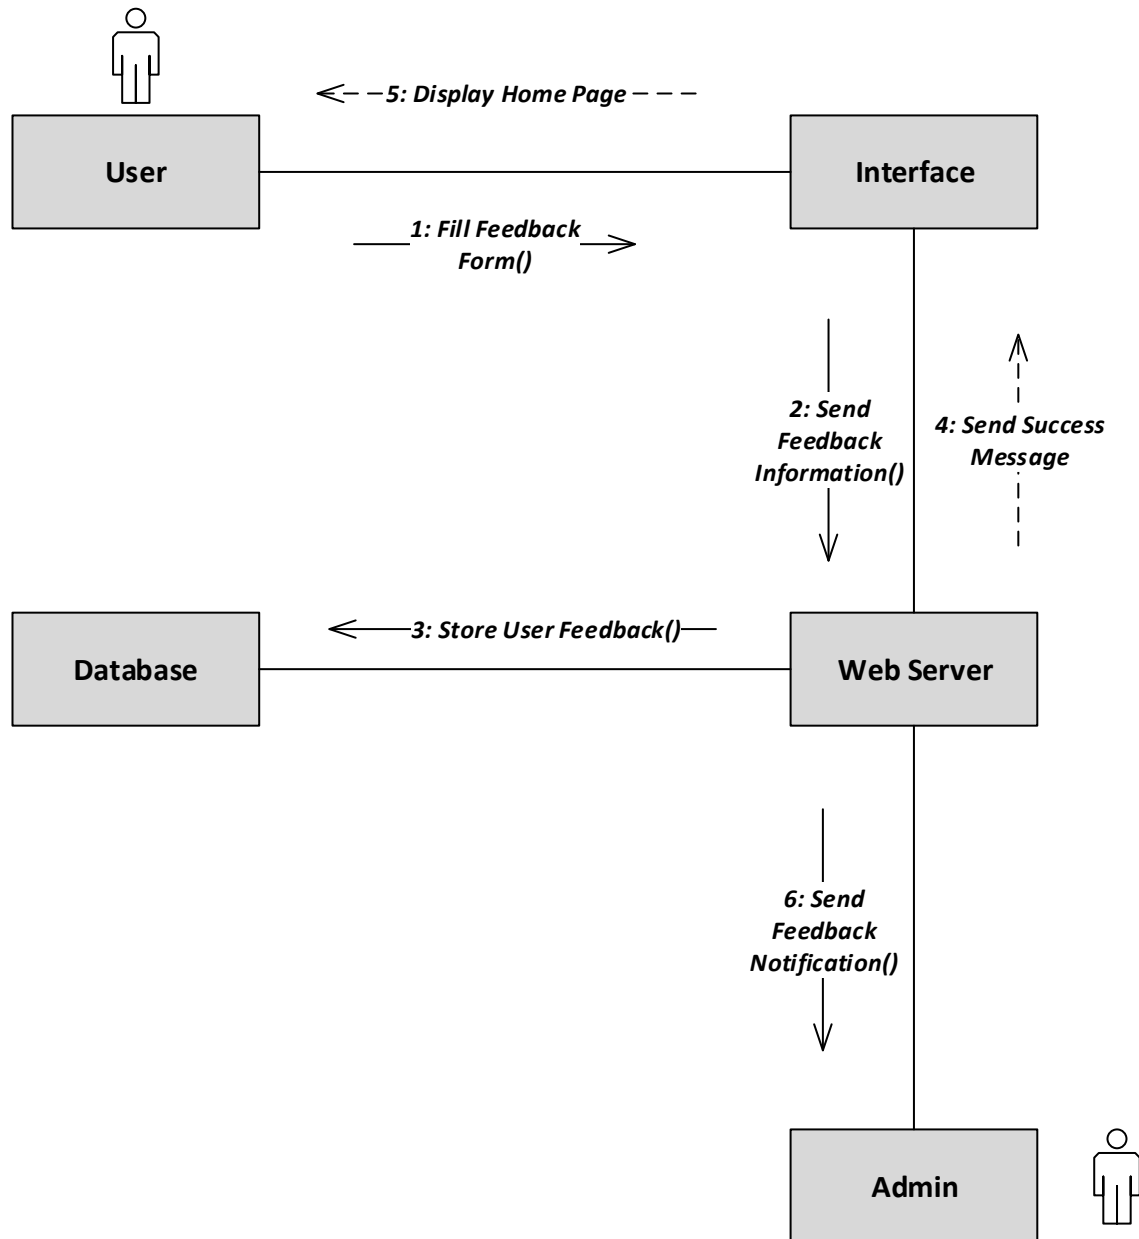 5: Display Home Page
User
Interface
1: Fill Feedback
Form()
2: Send
Feedback
Information()
4: Send Success
Message
3: Store User Feedback()
Database
Web Server
6: Send
Feedback
Notification()
Admin